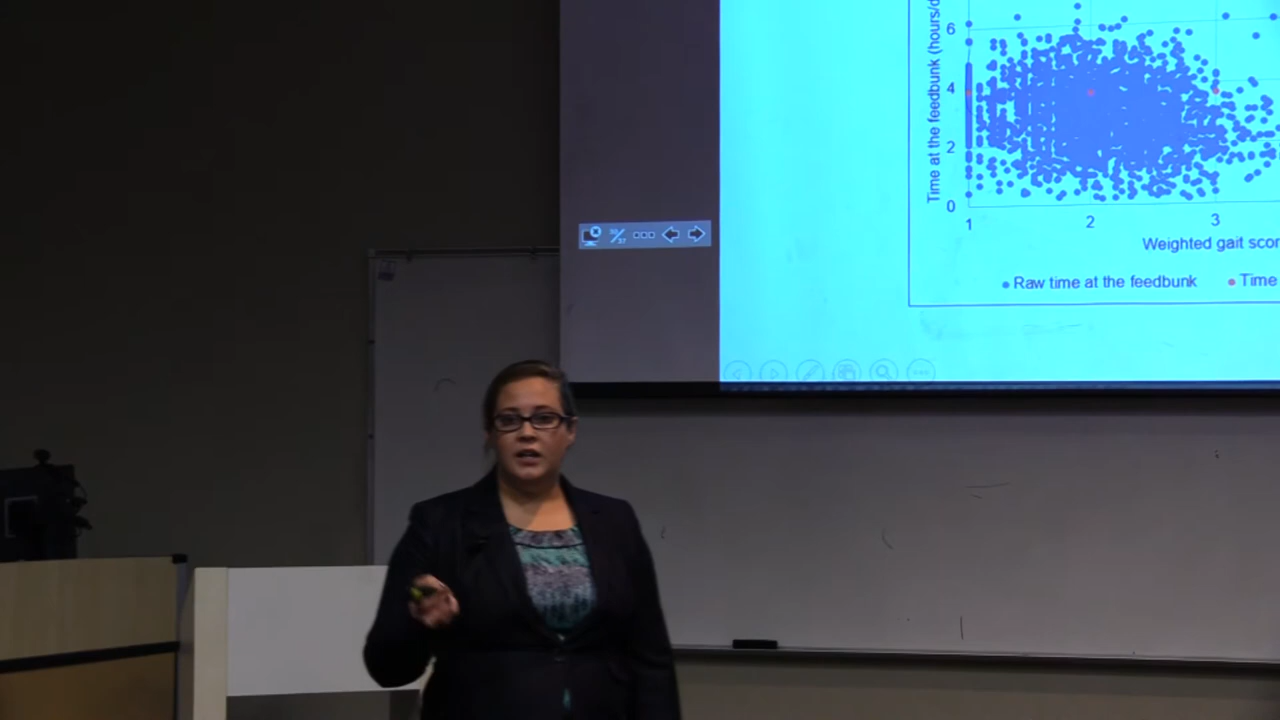 Time at the feedbunk (hours/d
6
4
2
0
1
2
3
Weighted gait scor
Raw time at the feedbunk
Time